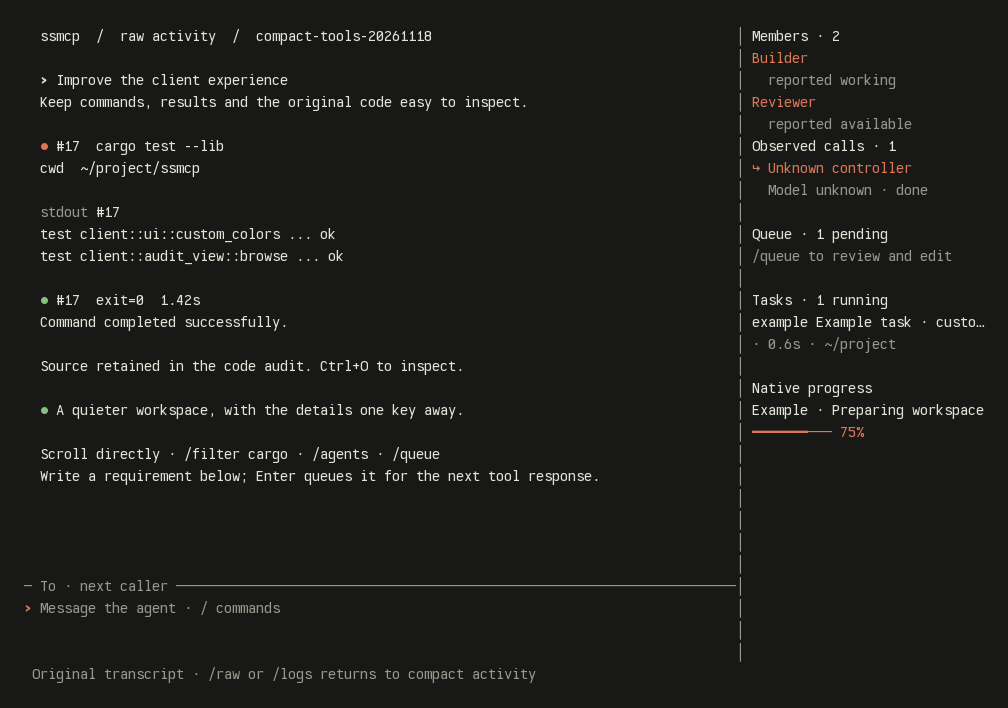 ssmcp  /  raw activity  /  compact-tools-20261118
› Improve the client experience
Keep commands, results and the original code easy to inspect.
● #17  cargo test --lib
cwd  ~/project/ssmcp
stdout #17
test client::ui::custom_colors ... ok
test client::audit_view::browse ... ok
● #17  exit=0  1.42s
Command completed successfully.
Source retained in the code audit. Ctrl+O to inspect.
● A quieter workspace, with the details one key away.
Scroll directly · /filter cargo · /agents · /queue
Write a requirement below; Enter queues it for the next tool response.
To · next caller
› Message the agent · / commands
Original transcript · /raw or /logs returns to compact activity
Members · 2
Builder
reported working
Reviewer
reported available
Observed calls · 1
↪ Unknown controller
Model unknown · done
Queue · 1 pending
/queue to review and edit
Tasks · 1 running
example Example task · custo…
· 0.6s · ~/project
Native progress
Example · Preparing workspace
75%